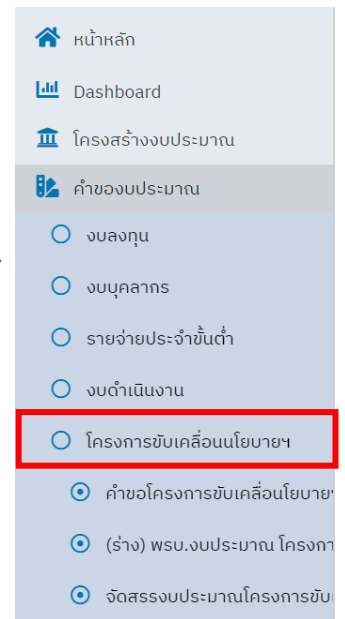 หน้าหลัก
Dashboard
โครงสร้างงบประมาณ
คำของบประมาณ
งบลงทุน
งบบุคลากร
รายจ่ายประจำขั้นต่ำ
งบดำเนินงาน
โครงการขับเคลื่อนนโยบายฯ
คำขอโครงการขับเคลื่อนโยบาย
(ร่าง) พรบ.งบประมาณ โครงกา
จัดสรรงบประมาณโครงการขับ